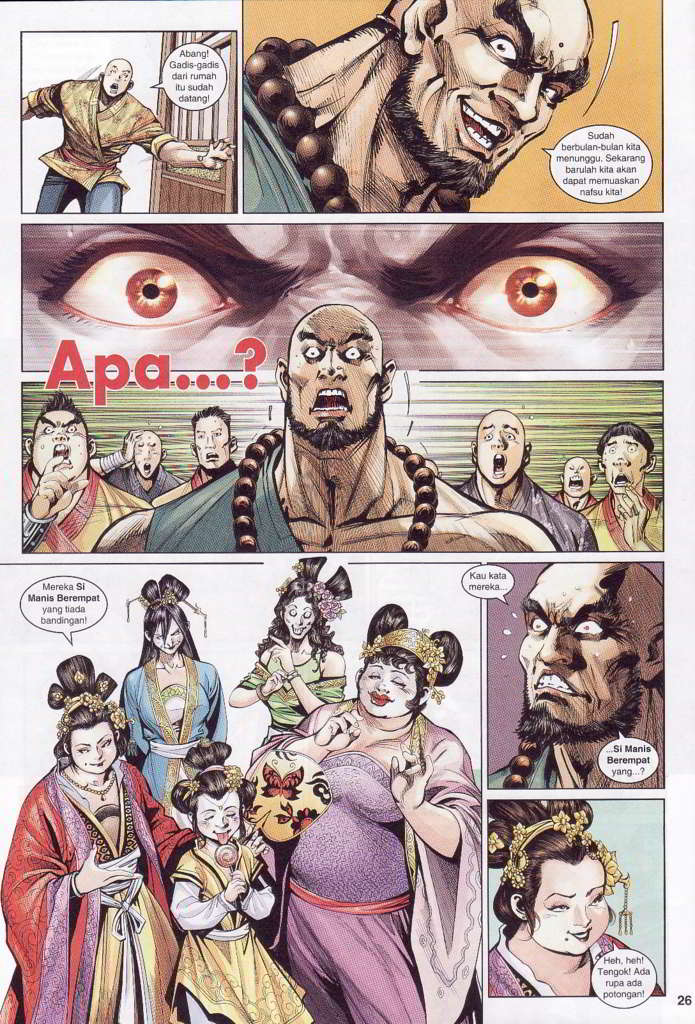 Abang!
Gadis-gadis
dari rumah
itu sudah
datang!
Sudah
berbulan-bulan kita
menunggu. Sekarang
barulah kita akan
dapat memuaskan
nafsu kita!
Apa...?
Mereka Si
Manis Berempat
yang tiada
bandingan!
Kau kata
mereka...
...Si Manis
Berempat
yang...?
Heh, heh!
Tengok! Ada
rupa ada
potongan!
26